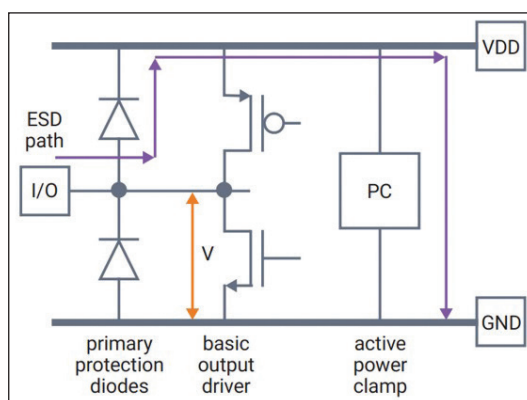 VDD
ESD
path
I/O
PC
V
GND
primary
protection
diodes
basic
output
driver
active
power
clamp